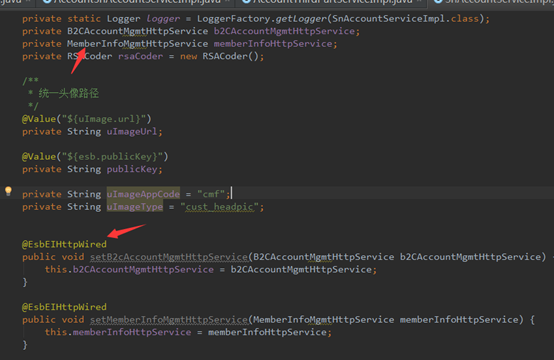 private static Logger Logger = LoggerFactory.getLogger(SnAccountServiceImpl.class);
private B2CAccountMgmtHttpService b2CAccountMgmtHttpService;
private MemberInfoMgmtHttpService memberInfoHttpService;
private RSACoder rsaCoder = new RSACoder();
/**
* 统一头像路径
*/
@Value("${uImage.url}")
private String uImageUrl;
@Value("${esb.publicKey}")
private String publicKey;
private String uImageAppCode = "cmf";
private String uImageType = "cust_headpic";
@EsbEIHttpWired
public void setB2cAccountMgmtHttpService(B2CAccountMgmtHttpService b2CAccountMgmtHttpService) {
this.b2CAccountMgmtHttpService = b2CAccountMgmtHttpService;
}
@EsbEIHttpWired
public void setMemberInfoMgmtHttpService(MemberInfoMgmtHttpService memberInfoHttpService) {
this.memberInfoHttpService = memberInfoHttpService;
}